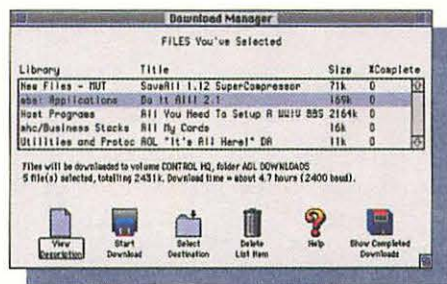 Download Manager
FILES You've Selected
Library Title Size %Complete
New Files - MUT SaveAll 1.12 SuperCompressor 71k 0
aber Applications Do It All! 2.1 169k 0
Host Programs All You Need To Setup A WWIV BBS 2164k 0
ahc/Business Stacks All My Cards 16k 0
Utilities and Protoc AOL "It's All Here!" DA 11k 0
Files will be downloaded to volume CONTROL HQ, folder AOL DOWNLOADS
5 file(s) selected, totalling 2431k. Download time = about 4.7 hours (2400 baud).
View Description
Start Download
Select Destination
Delete List Item
Help
Show Completed Downloads